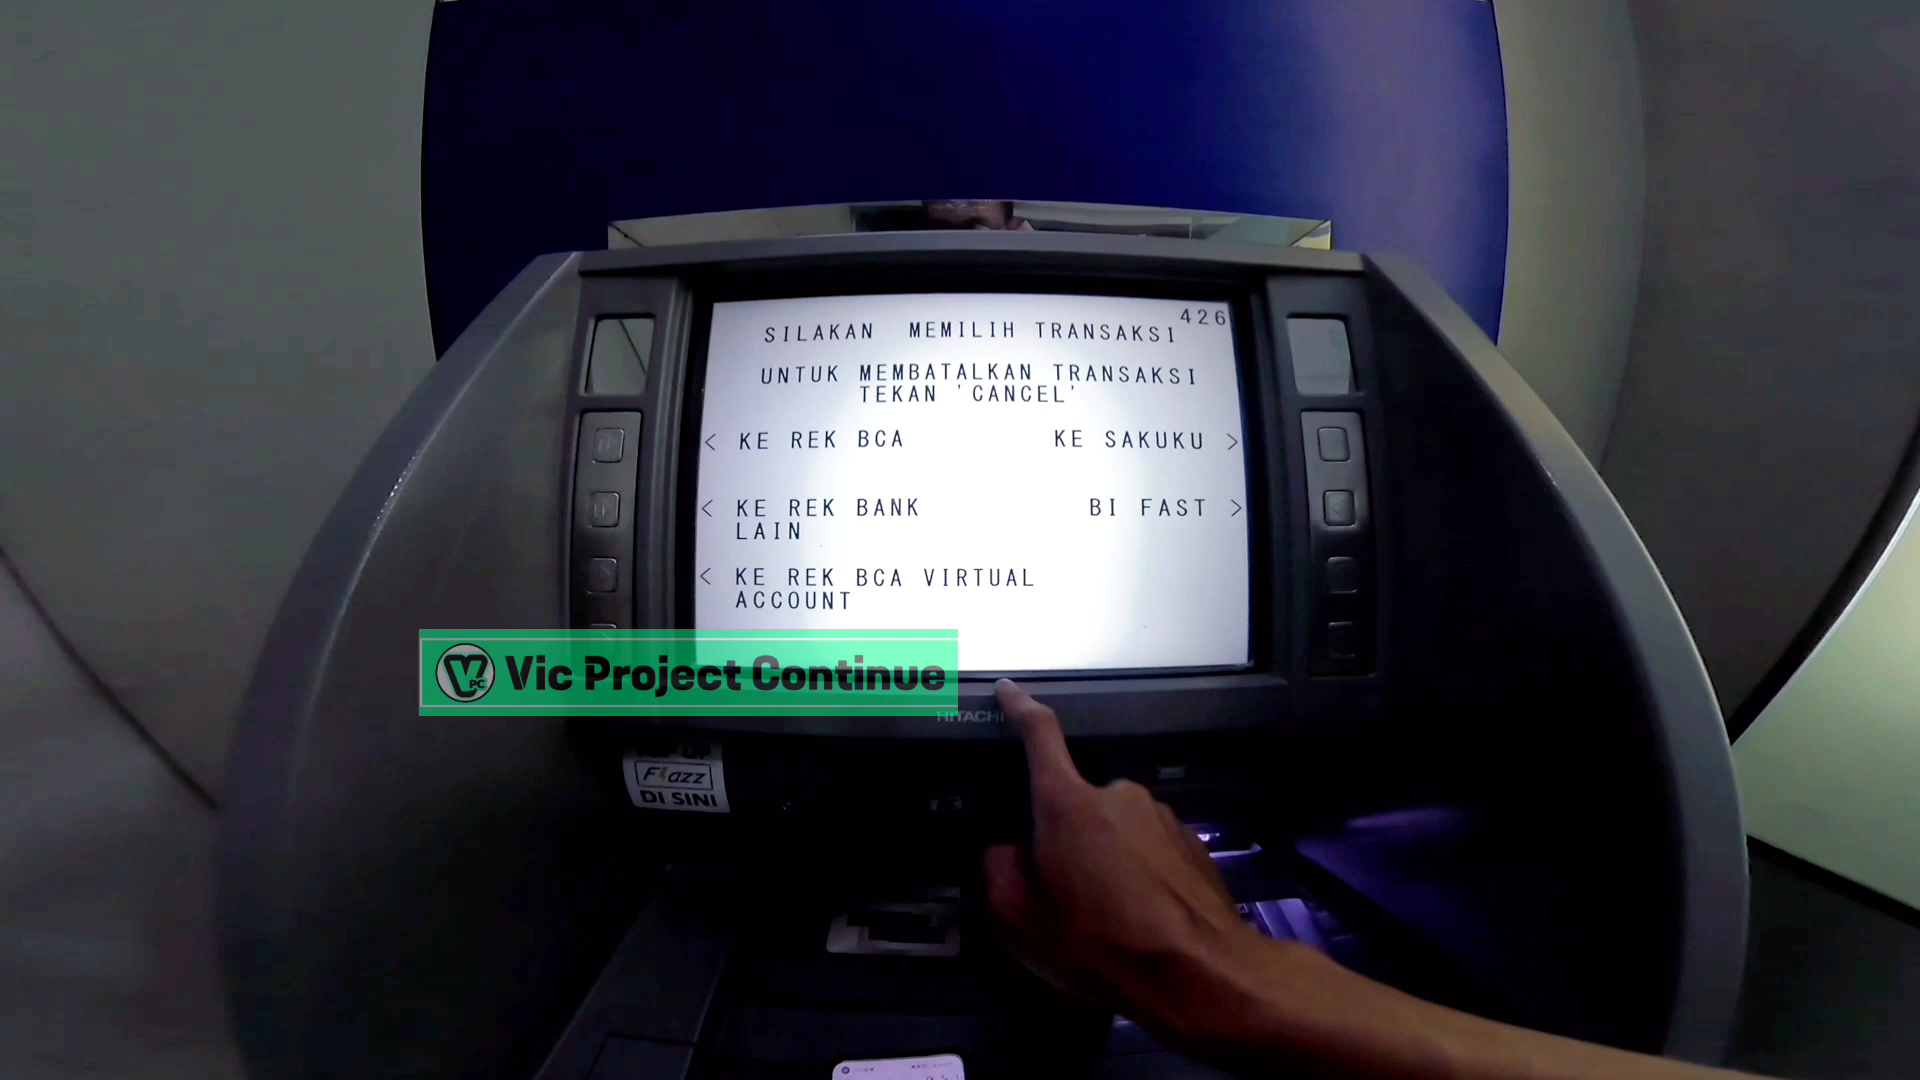 426
SILAKAN MEMILIH TRANSAKSI
UNTUK MEMBATALKAN TRANSAKSI
TEKAN 'CANCEL'
< KE REK BCA
KE SAKUKU >
< KE REK BANK
LAIN
BI FAST >
< KE REK BCA VIRTUAL
ACCOUNT
VPC Vic Project Continue
HITACHI
Flazz
DI SINI